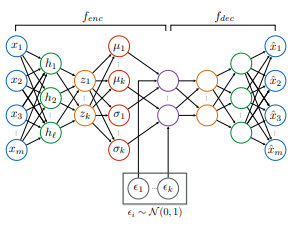 f_enc f_dec
x_1 h_1 z_1 μ_1 x̂_1
x_2 h_2 z_k μ_k x̂_2
x_3 h_ℓ σ_1 x̂_3
x_m σ_k x̂_m
ϵ_1 ··· ϵ_k
ϵ_i ∼ 𝒩(0, 1)